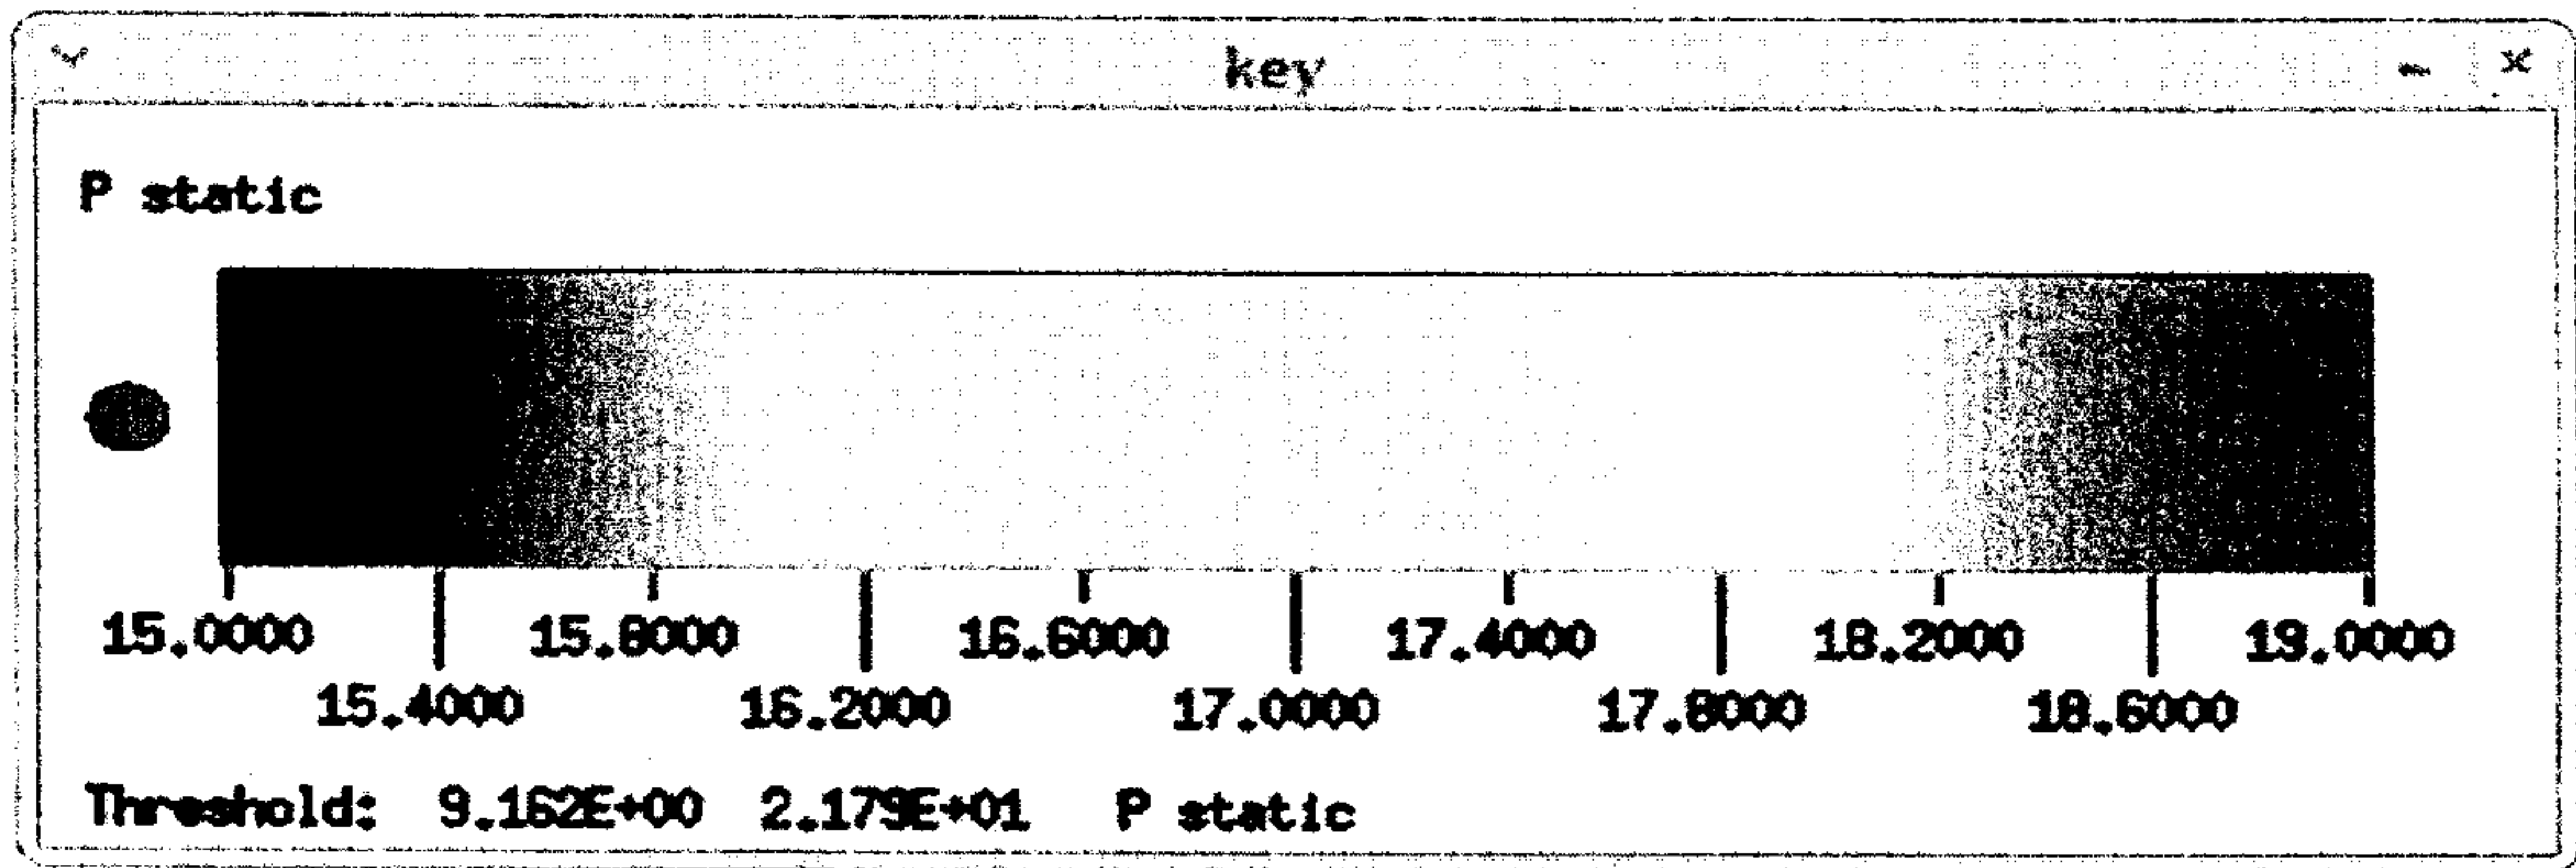 key
P static
15.0000 15.8000 16.6000 17.4000 18.2000 19.0000
15.4000 16.2000 17.0000 17.8000 18.6000
Threshold: 9.162E+00 2.179E+01 P static